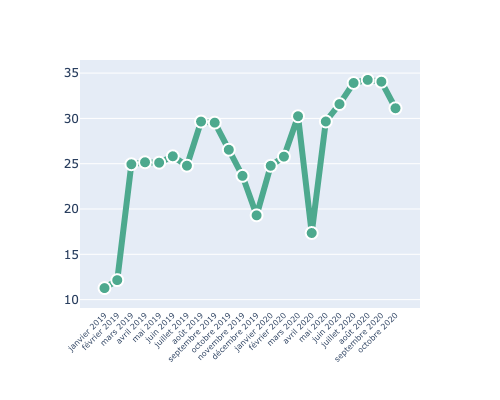 35
30
25
20
15
10
janvier 2019
février 2019
mars 2019
avril 2019
mai 2019
juin 2019
juillet 2019
août 2019
septembre 2019
octobre 2019
novembre 2019
décembre 2019
janvier 2020
février 2020
mars 2020
avril 2020
mai 2020
juin 2020
juillet 2020
août 2020
septembre 2020
octobre 2020